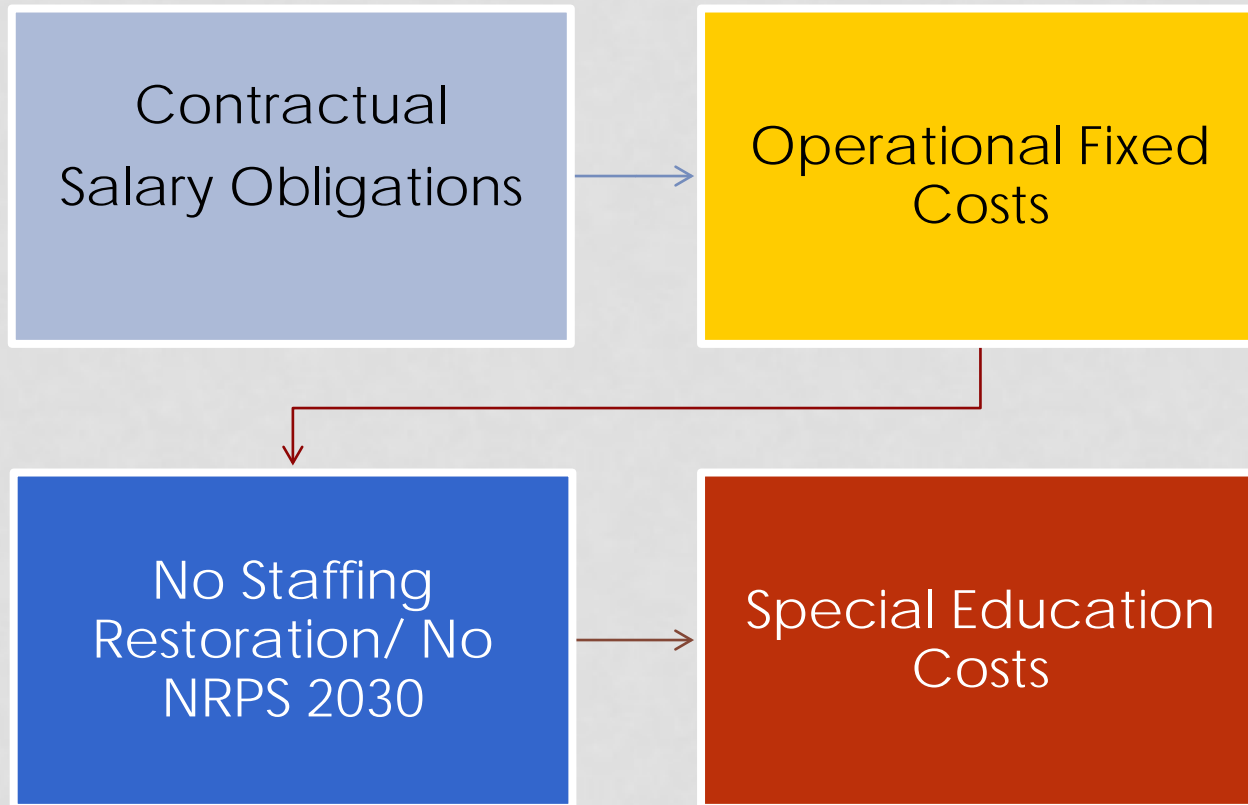 Contractual
Salary Obligations
Operational Fixed
Costs
No Staffing
Restoration/ No
NRPS 2030
Special Education
Costs